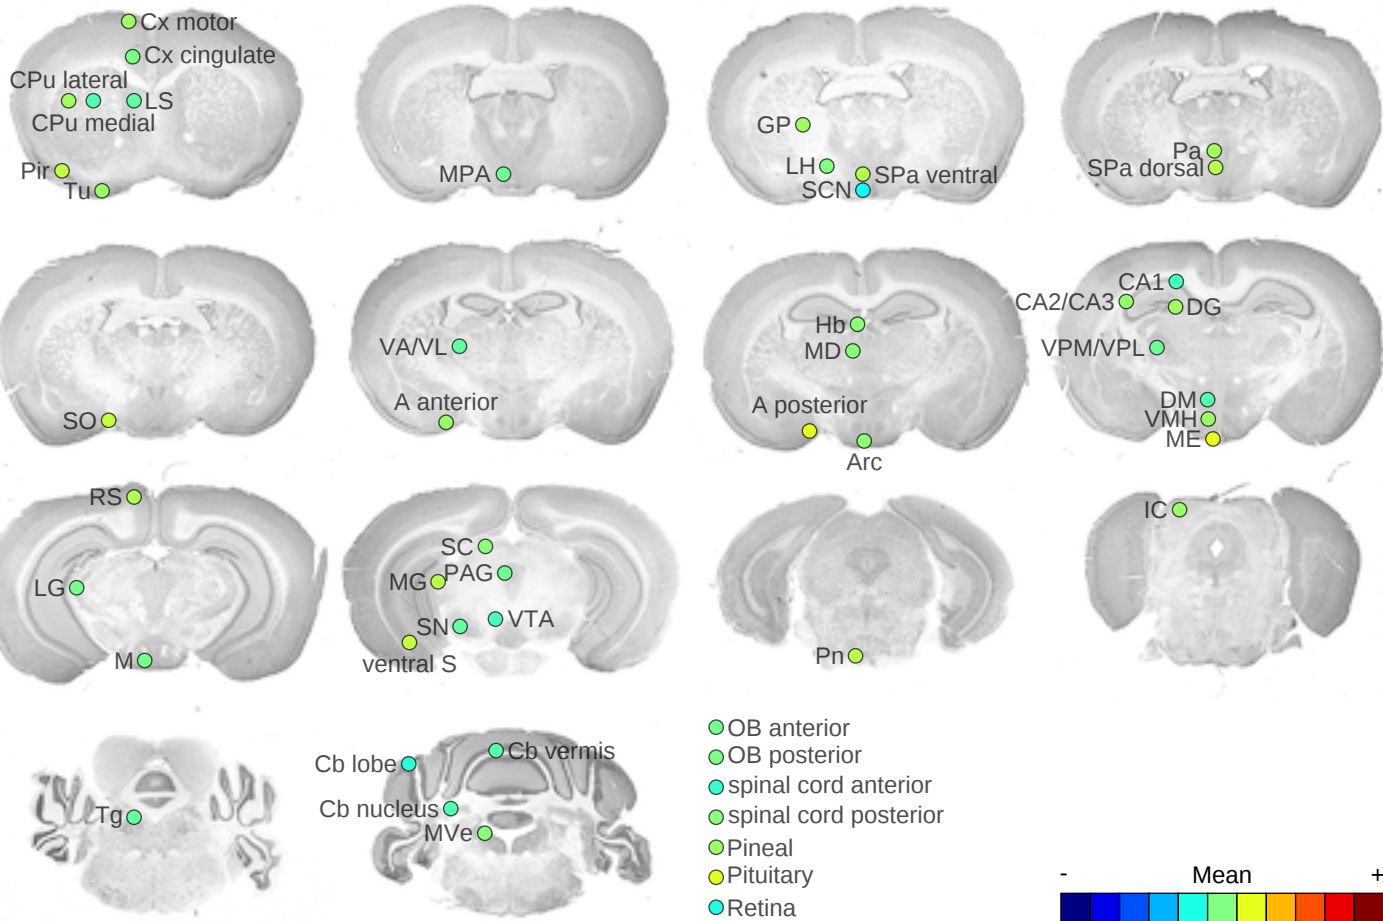 Cx motor
Cx cingulate
CPu lateral
LS
CPu medial
Pir
Tu
MPA
GP
LH
SPa ventral
SCN
Pa
SPa dorsal
SO
VA/VL
A anterior
Hb
MD
A posterior
Arc
CA1
CA2/CA3
DG
VPM/VPL
DM
VMH
ME
RS
LG
M
SC
MG
PAG
SN
VTA
ventral S
Pn
IC
Tg
Cb lobe
Cb vermis
Cb nucleus
MVe
OB anterior
OB posterior
spinal cord anterior
spinal cord posterior
Pineal
Pituitary
Retina
- Mean +